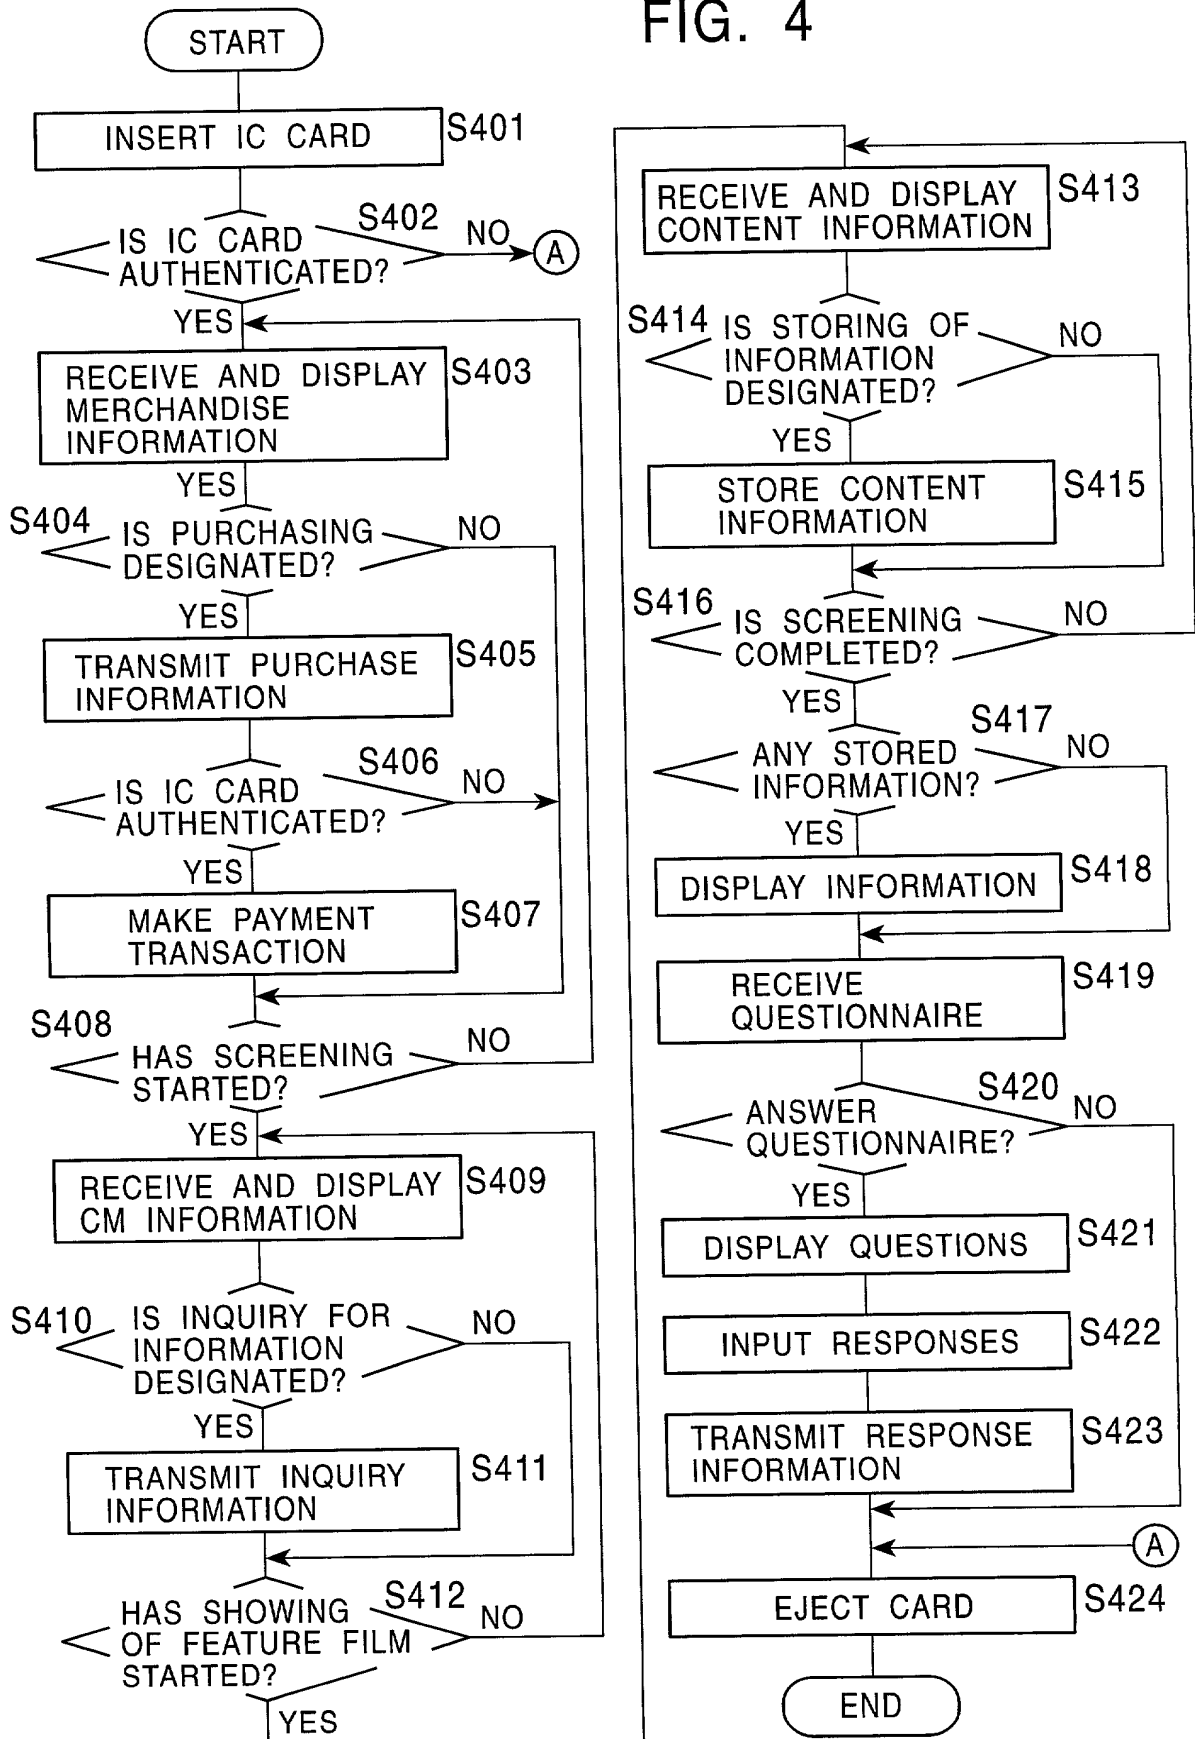 FIG. 4
START
INSERT IC CARD
S401
S402
IS IC CARD
AUTHENTICATED?
NO
A
YES
RECEIVE AND DISPLAY
MERCHANDISE
INFORMATION
S403
YES
S404
IS PURCHASING
DESIGNATED?
NO
YES
TRANSMIT PURCHASE
INFORMATION
S405
S406
IS IC CARD
AUTHENTICATED?
NO
YES
MAKE PAYMENT
TRANSACTION
S407
S408
HAS SCREENING
STARTED?
NO
YES
RECEIVE AND DISPLAY
CM INFORMATION
S409
S410
IS INQUIRY FOR
INFORMATION
DESIGNATED?
NO
YES
TRANSMIT INQUIRY
INFORMATION
S411
S412
HAS SHOWING
OF FEATURE FILM
STARTED?
NO
YES
RECEIVE AND DISPLAY
CONTENT INFORMATION
S413
S414
IS STORING OF
INFORMATION
DESIGNATED?
NO
YES
STORE CONTENT
INFORMATION
S415
S416
IS SCREENING
COMPLETED?
NO
YES
S417
ANY STORED
INFORMATION?
NO
YES
DISPLAY INFORMATION
S418
RECEIVE
QUESTIONNAIRE
S419
S420
ANSWER
QUESTIONNAIRE?
NO
YES
DISPLAY QUESTIONS
S421
INPUT RESPONSES
S422
TRANSMIT RESPONSE
INFORMATION
S423
A
EJECT CARD
S424
END